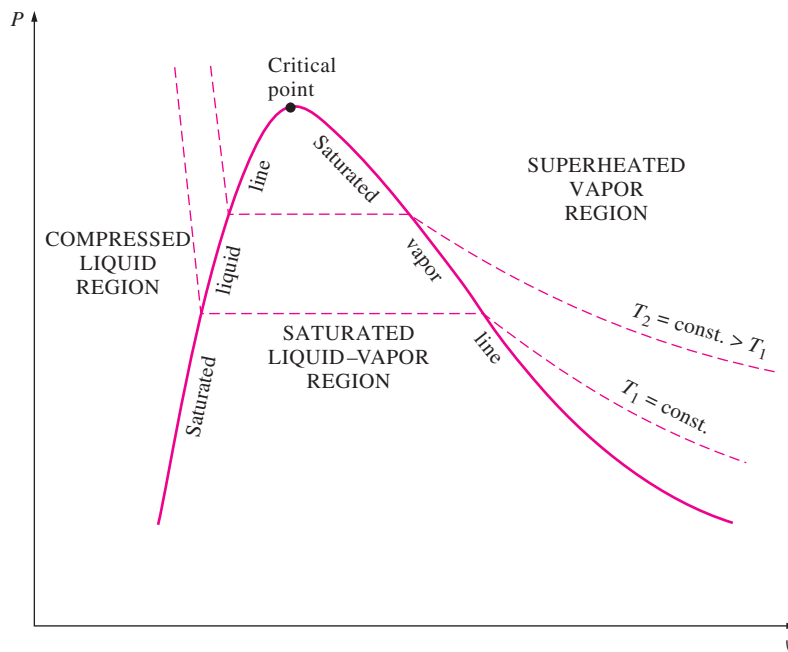 P
Critical
point
Saturated
line
SUPERHEATED
VAPOR
REGION
COMPRESSED
LIQUID
REGION
liquid
vapor
T₂ = const. > T₁
SATURATED
LIQUID–VAPOR
REGION
line
Saturated
T₁ = const.